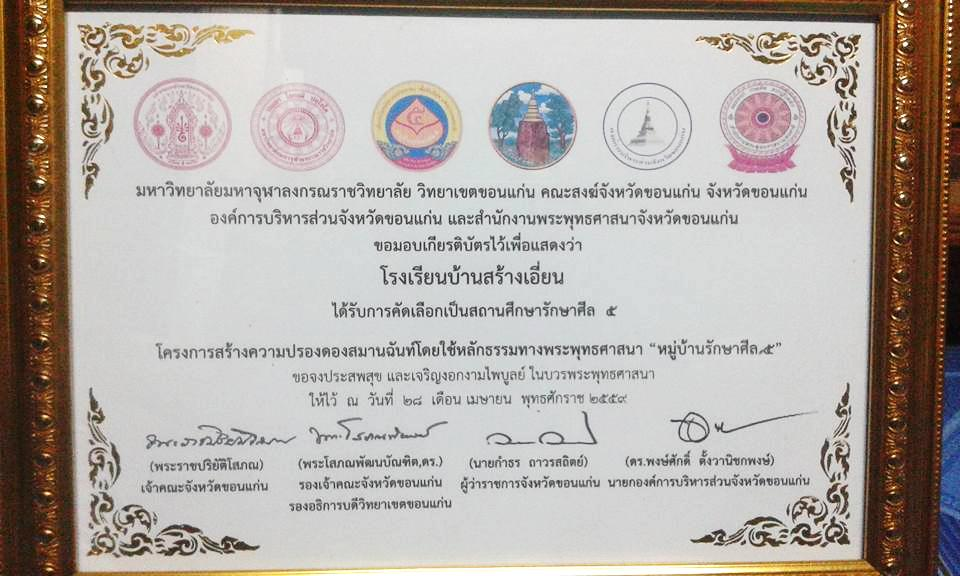 มหาวิทยาลัยมหาจุฬาลงกรณราชวิทยาลัย วิทยาเขตขอนแก่น คณะสงฆ์จังหวัดขอนแก่น จังหวัดขอนแก่น
องค์การบริหารส่วนจังหวัดขอนแก่น และสำนักงานพระพุทธศาสนาจังหวัดขอนแก่น
ขอมอบเกียรติบัตรไว้เพื่อแสดงว่า
โรงเรียนบ้านสร้างเอี่ยน
ได้รับการคัดเลือกเป็นสถานศึกษารักษาศีล ๕
โครงการสร้างความปรองดองสมานฉันท์โดยใช้หลักธรรมทางพระพุทธศาสนา “หมู่บ้านรักษาศีล ๕”
ขอจงประสพสุข และเจริญงอกงามไพบูลย์ ในบวรพระพุทธศาสนา
ให้ไว้ ณ วันที่ ๒๘ เดือน เมษายน พุทธศักราช ๒๕๕๙
(พระราชปริยัติโสภณ) (พระโสภณพัฒนบัณฑิต,ดร.) (นายกำธร ถาวรสถิตย์) (ดร.พงษ์ศักดิ์ ตั้งวานิชกพงษ์)
เจ้าคณะจังหวัดขอนแก่น รองเจ้าคณะจังหวัดขอนแก่น ผู้ว่าราชการจังหวัดขอนแก่น นายกองค์การบริหารส่วนจังหวัดขอนแก่น
รองอธิการบดีวิทยาเขตขอนแก่น